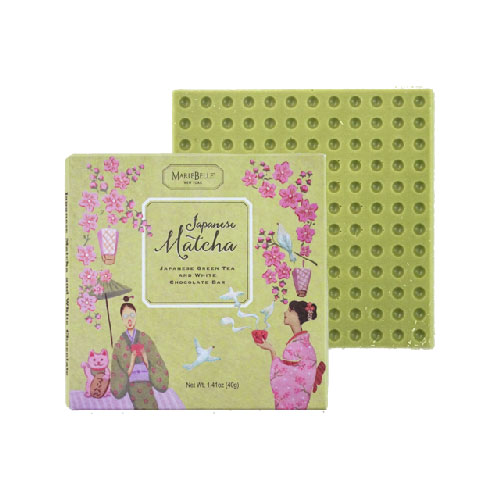 MarieBelle
New York
Japanese
Matcha
Japanese Green Tea
and White
Chocolate Bar
Net Wt. 1.41oz (40g)